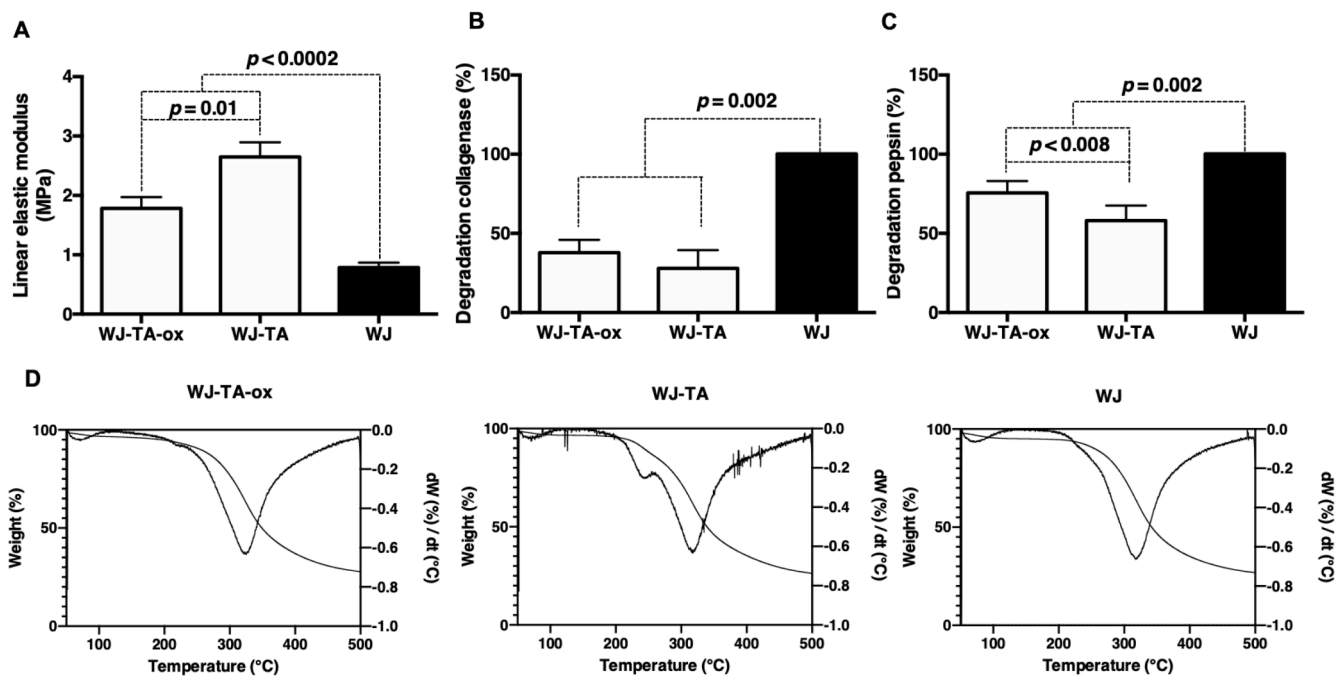 A
Linear elastic modulus
(MPa)
4
3
2
1
0
p < 0.0002
p = 0.01
WJ-TA-ox
WJ-TA
WJ
B
Degradation collagenase (%)
150
100
50
0
p = 0.002
WJ-TA-ox
WJ-TA
WJ
C
Degradation pepsin (%)
150
100
50
0
p = 0.002
p < 0.008
WJ-TA-ox
WJ-TA
WJ
D
WJ-TA-ox
Weight (%)
100
50
0
0.0
-0.2
-0.4
-0.6
-0.8
-1.0
dW (%) / dt (°C)
100 200 300 400 500
Temperature (°C)
WJ-TA
Weight (%)
100
50
0
0.0
-0.2
-0.4
-0.6
-0.8
-1.0
dW (%) / dt (°C)
100 200 300 400 500
Temperature (°C)
WJ
Weight (%)
100
50
0
0.0
-0.2
-0.4
-0.6
-0.8
-1.0
dW (%) / dt (°C)
100 200 300 400 500
Temperature (°C)